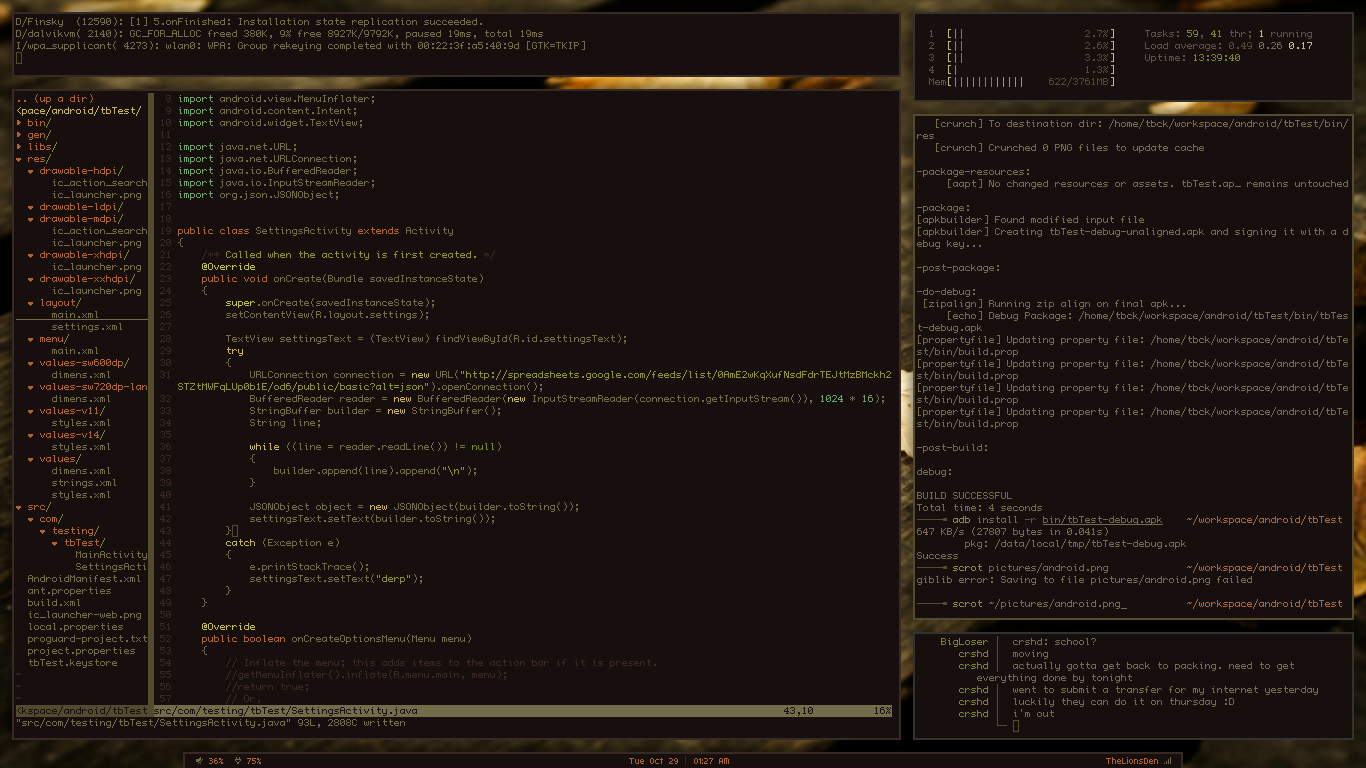 D/Finsky  (12590): [1] 5.onFinished: Installation state replication succeeded.
D/dalvikvm( 2140): GC_FOR_ALLOC freed 380K, 9% free 8927K/9792K, paused 19ms, total 19ms
I/wpa_supplicant( 4273): wlan0: WPA: Group rekeying completed with 00:22:3f:a5:40:9d [GTK=TKIP]
.. (up a dir)
<pace/android/tbTest/
bin/
gen/
libs/
res/
drawable-hdpi/
ic_action_search
ic_launcher.png
drawable-ldpi/
drawable-mdpi/
ic_action_search
ic_launcher.png
drawable-xhdpi/
ic_launcher.png
drawable-xxhdpi/
ic_launcher.png
layout/
main.xml
settings.xml
menu/
main.xml
values-sw600dp/
dimens.xml
values-sw720dp-lan
dimens.xml
values-v11/
styles.xml
values-v14/
styles.xml
values/
dimens.xml
strings.xml
styles.xml
src/
com/
testing/
tbTest/
MainActivity
SettingsActi
AndroidManifest.xml
ant.properties
build.xml
ic_launcher-web.png
local.properties
proguard-project.txt
project.properties
tbTest.keystore
~
~
~
8 import android.view.MenuInflater;
9 import android.content.Intent;
10 import android.widget.TextView;
11
12 import java.net.URL;
13 import java.net.URLConnection;
14 import java.io.BufferedReader;
15 import java.io.InputStreamReader;
16 import org.json.JSONObject;
17
18
19 public class SettingsActivity extends Activity
20 {
21     /** Called when the activity is first created. */
22     @Override
23     public void onCreate(Bundle savedInstanceState)
24     {
25         super.onCreate(savedInstanceState);
26         setContentView(R.layout.settings);
27
28         TextView settingsText = (TextView) findViewById(R.id.settingsText);
29         try
30         {
31             URLConnection connection = new URL("http://spreadsheets.google.com/feeds/list/0AmE2wKqXufNsdFdrTEJtMzBMckh2
STZtMWFqLUp0b1E/od6/public/basic?alt=json").openConnection();
32             BufferedReader reader = new BufferedReader(new InputStreamReader(connection.getInputStream()), 1024 * 16);
33             StringBuffer builder = new StringBuffer();
34             String line;
35
36             while ((line = reader.readLine()) != null)
37             {
38                 builder.append(line).append("\n");
39             }
40
41             JSONObject object = new JSONObject(builder.toString());
42             settingsText.setText(builder.toString());
43         }
44         catch (Exception e)
45         {
46             e.printStackTrace();
47             settingsText.setText("derp");
48         }
49     }
50
51     @Override
52     public boolean onCreateOptionsMenu(Menu menu)
53     {
54         // Inflate the menu; this adds items to the action bar if it is present.
55         //getMenuInflater().inflate(R.menu.main, menu);
56         //return true;
57         // Or,
<kspace/android/tbTest src/com/testing/tbTest/SettingsActivity.java 43,10 16%
"src/com/testing/tbTest/SettingsActivity.java" 93L, 2808C written
1 [|| 2.7%] Tasks: 59, 41 thr; 1 running
2 [|| 2.6%] Load average: 0.49 0.26 0.17
3 [|| 3.3%] Uptime: 13:39:40
4 [| 1.3%]
Mem[|||||||||||| 622/3761MB]
[crunch] To destination dir: /home/tbck/workspace/android/tbTest/bin/
res
[crunch] Crunched 0 PNG files to update cache
-package-resources:
[aapt] No changed resources or assets. tbTest.ap_ remains untouched
-package:
[apkbuilder] Found modified input file
[apkbuilder] Creating tbTest-debug-unaligned.apk and signing it with a d
ebug key...
-post-package:
-do-debug:
[zipalign] Running zip align on final apk...
[echo] Debug Package: /home/tbck/workspace/android/tbTest/bin/tbTes
t-debug.apk
[propertyfile] Updating property file: /home/tbck/workspace/android/tbTe
st/bin/build.prop
[propertyfile] Updating property file: /home/tbck/workspace/android/tbTe
st/bin/build.prop
[propertyfile] Updating property file: /home/tbck/workspace/android/tbTe
st/bin/build.prop
[propertyfile] Updating property file: /home/tbck/workspace/android/tbTe
st/bin/build.prop
-post-build:
debug:
BUILD SUCCESSFUL
Total time: 4 seconds
adb install -r bin/tbTest-debug.apk ~/workspace/android/tbTest
647 KB/s (27807 bytes in 0.041s)
pkg: /data/local/tmp/tbTest-debug.apk
Success
scrot pictures/android.png ~/workspace/android/tbTest
giblib error: Saving to file pictures/android.png failed
scrot ~/pictures/android.png_ ~/workspace/android/tbTest
BigLoser │ crshd: school?
crshd │ moving
crshd │ actually gotta get back to packing. need to get
everything done by tonight
crshd │ went to submit a transfer for my internet yesterday
crshd │ luckily they can do it on thursday :D
crshd │ i'm out
36% 75% Tue Oct 29 | 01:27 AM TheLionsDen